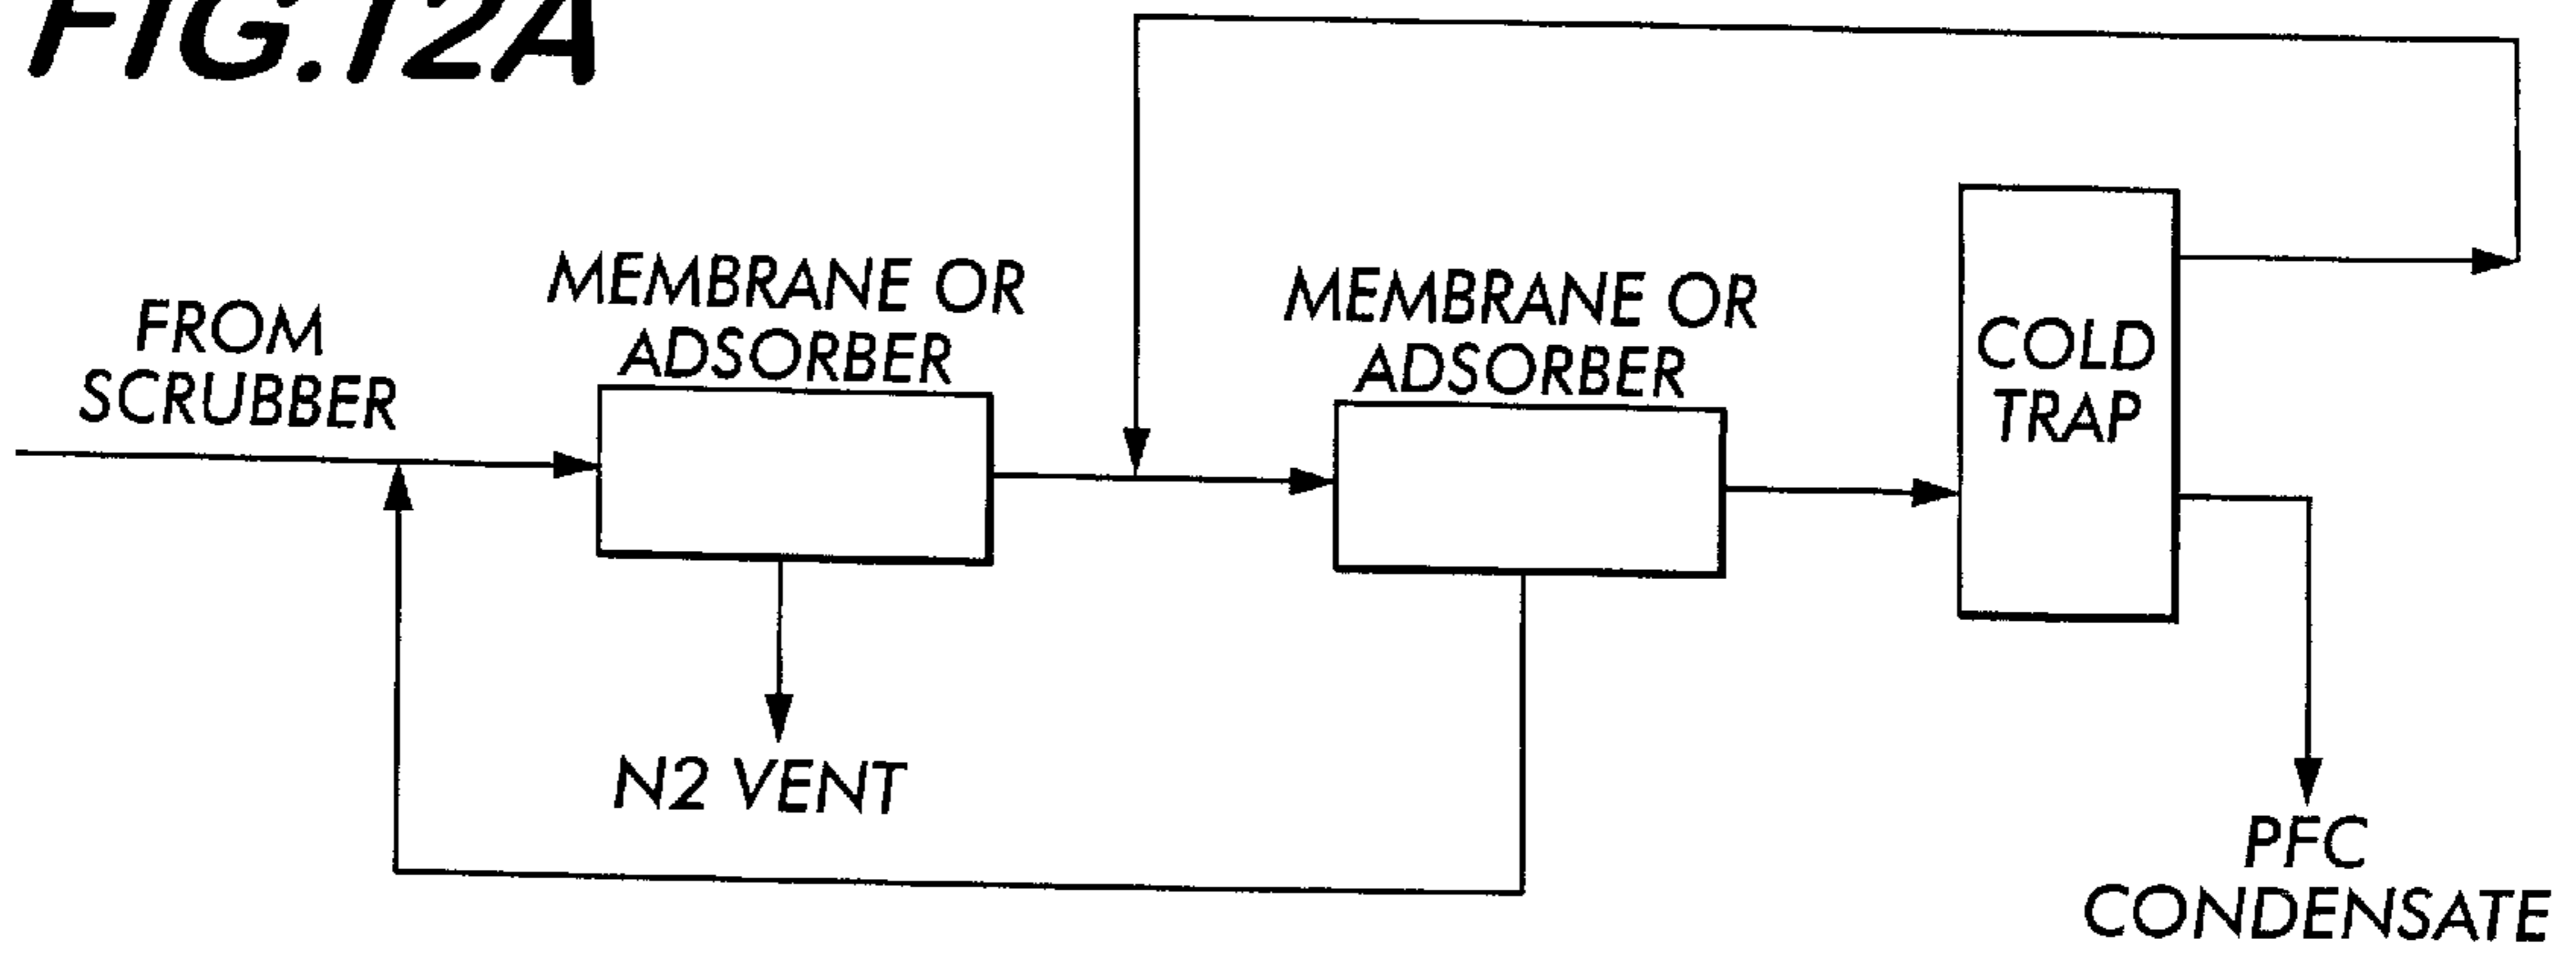 FIG.12A
FROM
SCRUBBER
MEMBRANE OR
ADSORBER
MEMBRANE OR
ADSORBER
COLD
TRAP
N2 VENT
PFC
CONDENSATE